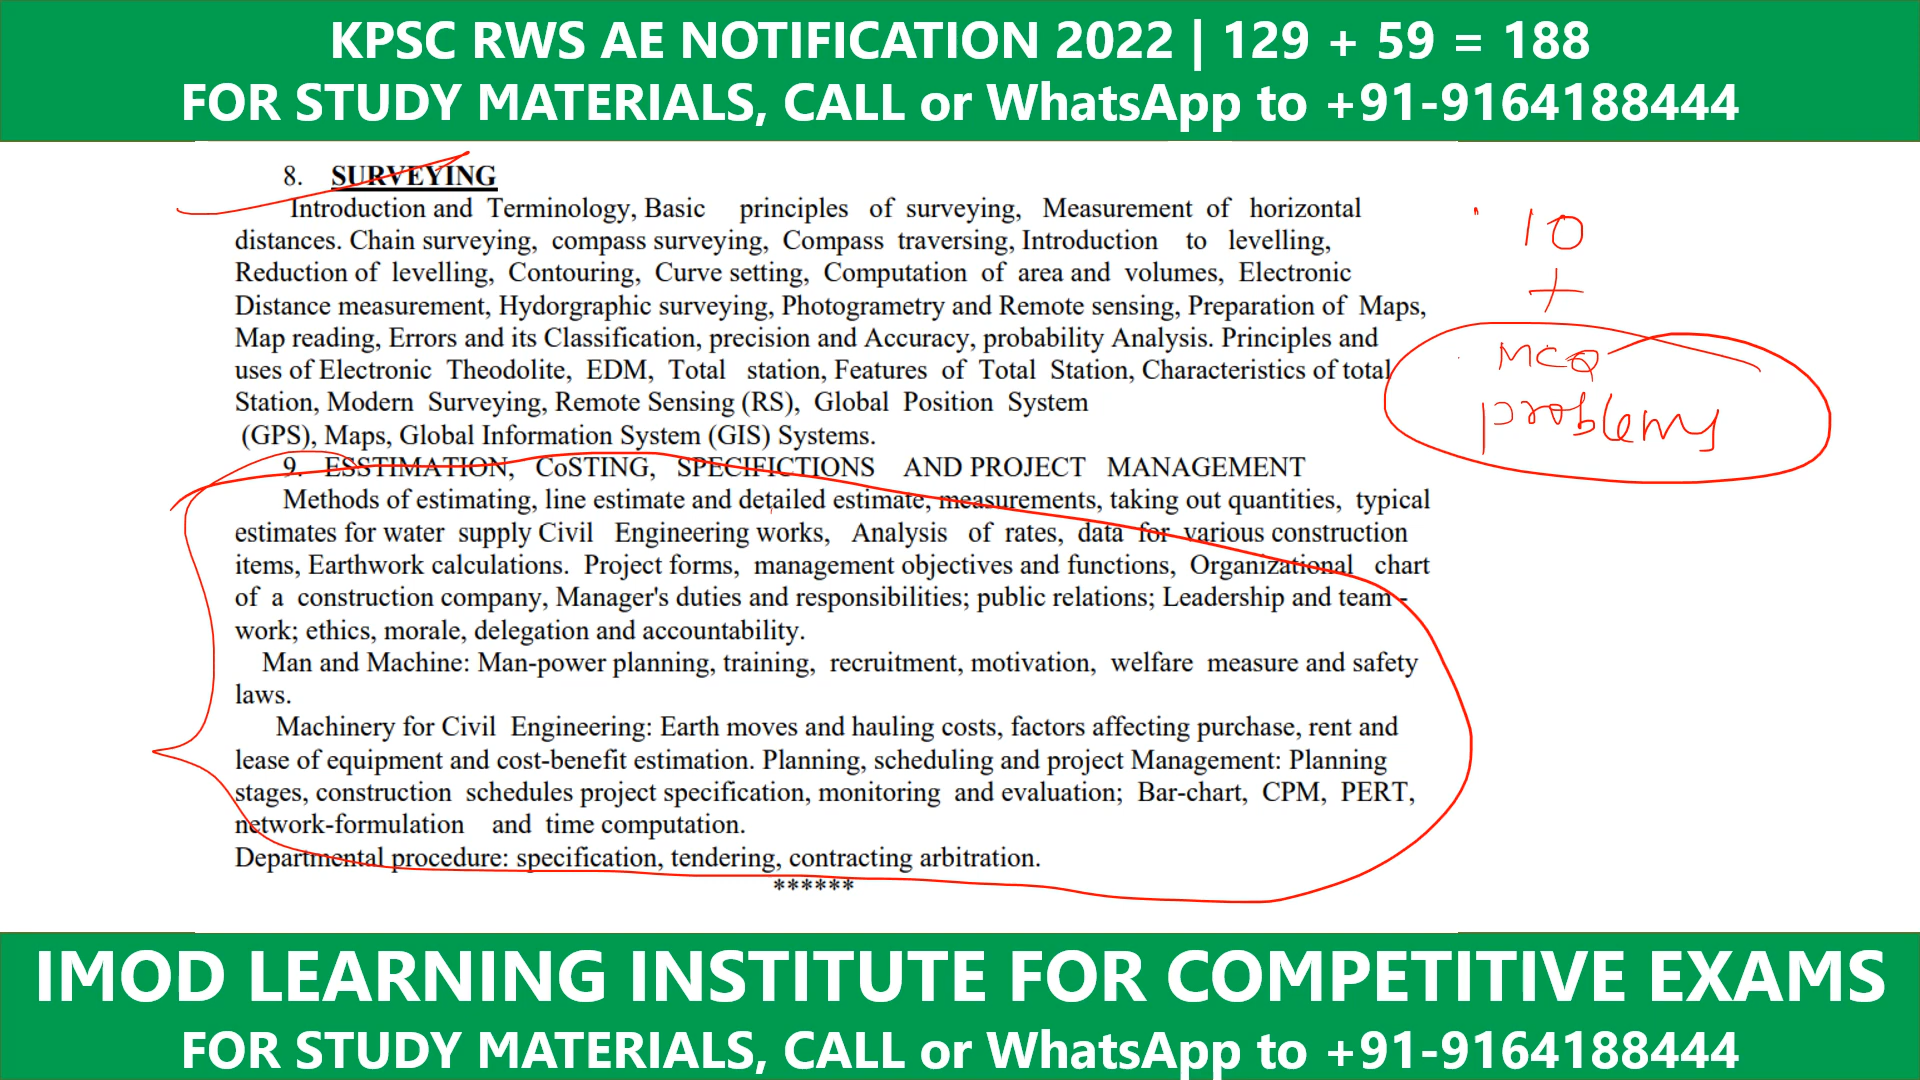 KPSC RWS AE NOTIFICATION 2022 | 129 + 59 = 188
FOR STUDY MATERIALS, CALL or WhatsApp to +91-9164188444
8. SURVEYING
Introduction and Terminology, Basic principles of surveying, Measurement of horizontal
distances. Chain surveying, compass surveying, Compass traversing, Introduction to levelling,
Reduction of levelling, Contouring, Curve setting, Computation of area and volumes, Electronic
Distance measurement, Hydorgraphic surveying, Photogrametry and Remote sensing, Preparation of Maps,
Map reading, Errors and its Classification, precision and Accuracy, probability Analysis. Principles and
uses of Electronic Theodolite, EDM, Total station, Features of Total Station, Characteristics of total
Station, Modern Surveying, Remote Sensing (RS), Global Position System
(GPS), Maps, Global Information System (GIS) Systems.
9. ESSTIMATION, CoSTING, SPECIFICTIONS AND PROJECT MANAGEMENT
Methods of estimating, line estimate and detailed estimate, measurements, taking out quantities, typical
estimates for water supply Civil Engineering works, Analysis of rates, data for various construction
items, Earthwork calculations. Project forms, management objectives and functions, Organizational chart
of a construction company, Manager's duties and responsibilities; public relations; Leadership and team -
work; ethics, morale, delegation and accountability.
Man and Machine: Man-power planning, training, recruitment, motivation, welfare measure and safety
laws.
Machinery for Civil Engineering: Earth moves and hauling costs, factors affecting purchase, rent and
lease of equipment and cost-benefit estimation. Planning, scheduling and project Management: Planning
stages, construction schedules project specification, monitoring and evaluation; Bar-chart, CPM, PERT,
network-formulation and time computation.
Departmental procedure: specification, tendering, contracting arbitration.
******
10
+
MCQ
problems
IMOD LEARNING INSTITUTE FOR COMPETITIVE EXAMS
FOR STUDY MATERIALS, CALL or WhatsApp to +91-9164188444